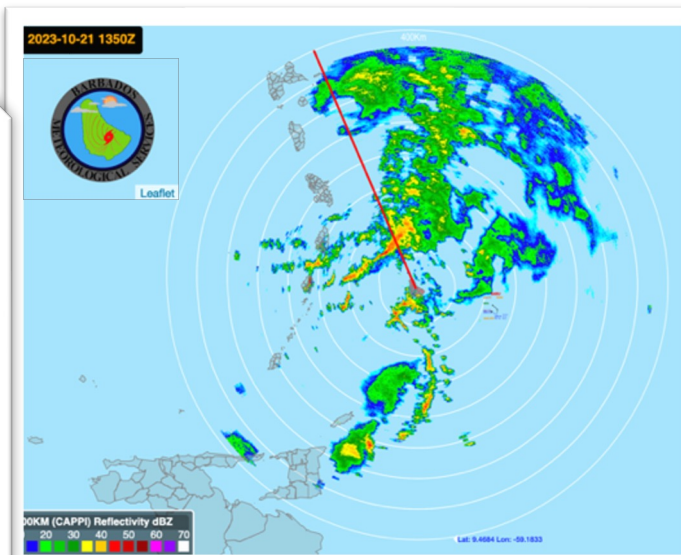 2023-10-21 1350Z
400Km
BARBADOS
METEOROLOGICAL SERVICES
Leaflet
00KM (CAPPI) Reflectivity dBZ
20 30 40 50 60 70
Lat: 9.4684 Lon: -59.1833